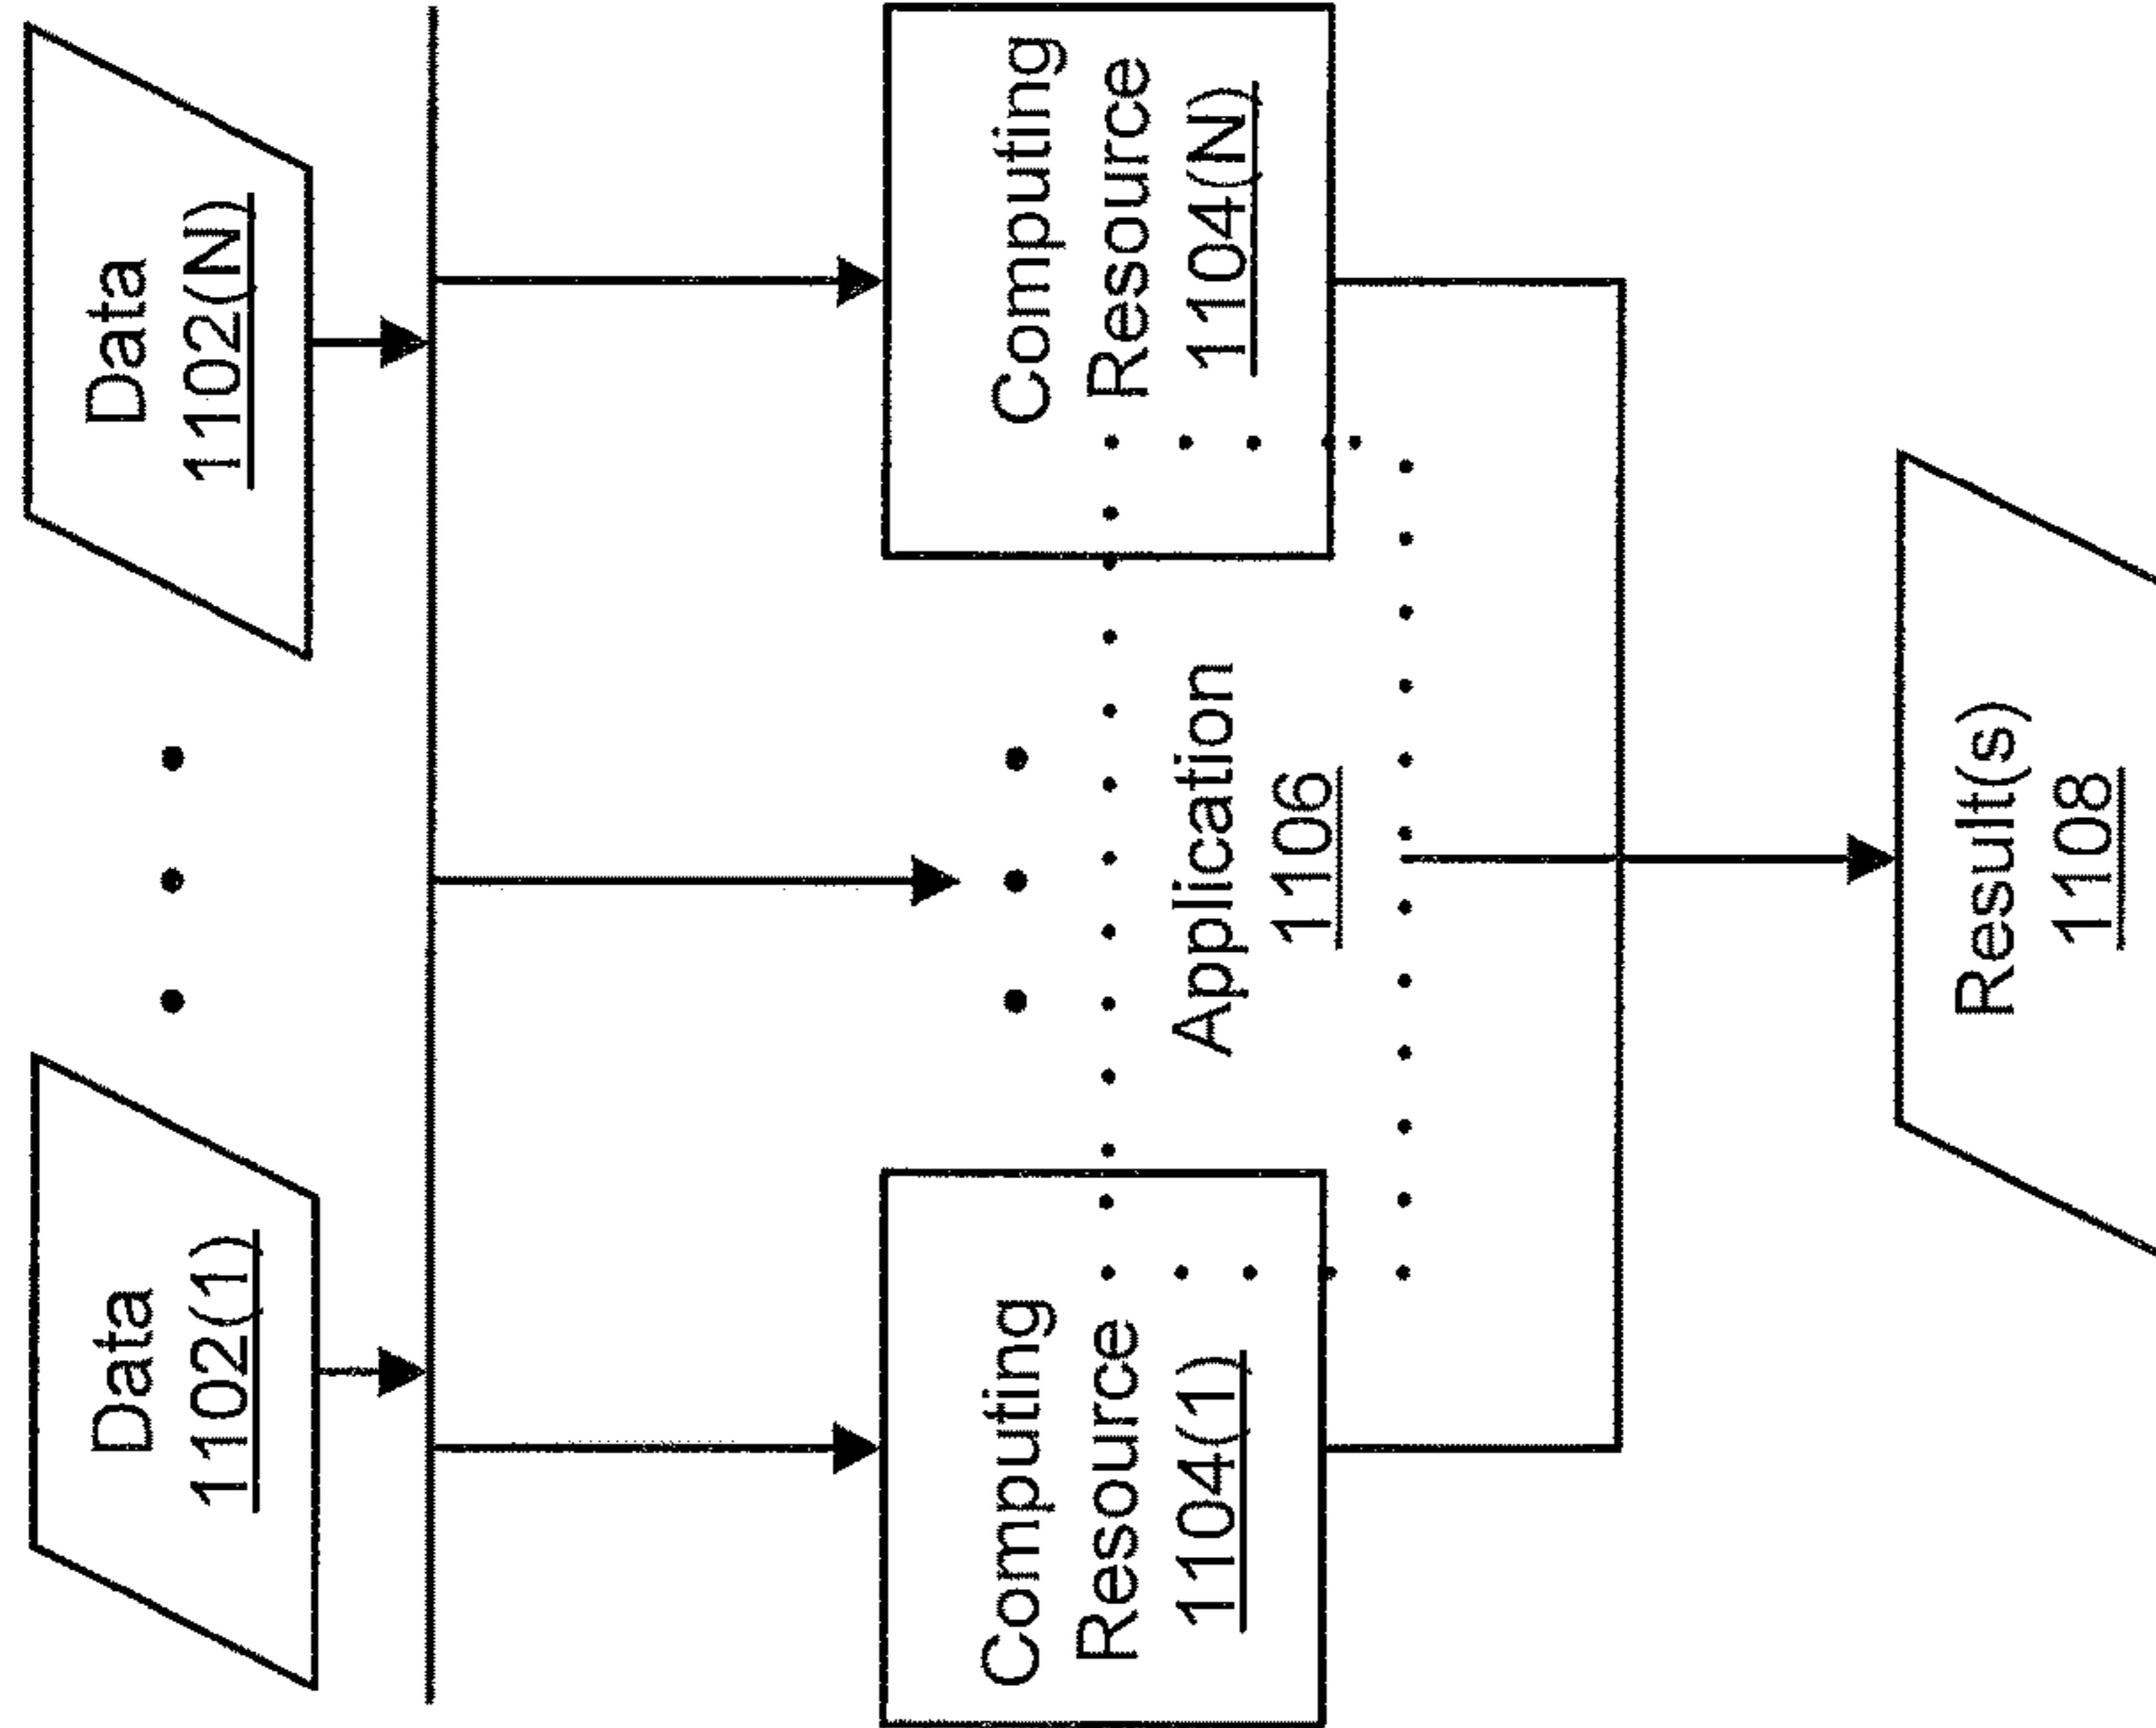 Data
1102(1)
Data
1102(N)
Computing
Resource
1104(1)
Computing
Resource
1104(N)
Application
1106
Result(s)
1108